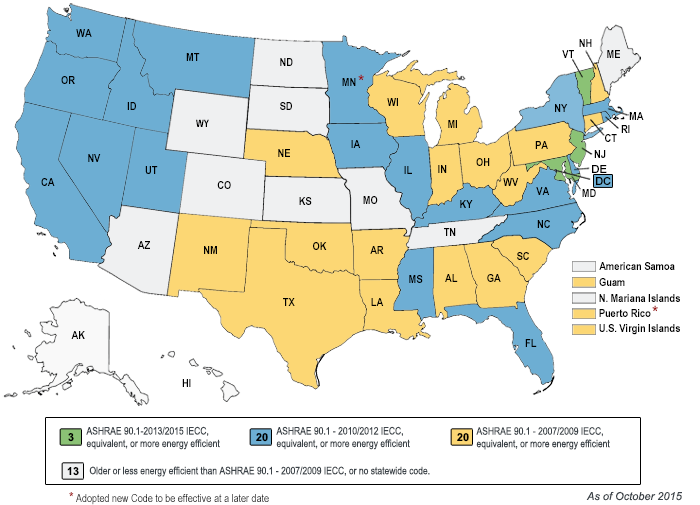 NH
WA
VT
ME
MT
ND
MN *
OR
ID
SD
WI
NY
MA
WY
MI
RI
CT
IA
PA
NE
NJ
NV
UT
IL
IN
OH
DE
DC
CO
WV
VA
MD
CA
KS
MO
KY
NC
TN
AZ
NM
OK
AR
SC
MS
AL
GA
TX
LA
FL
AK
HI
American Samoa
Guam
N. Mariana Islands
Puerto Rico *
U.S. Virgin Islands
3 ASHRAE 90.1-2013/2015 IECC,
equivalent, or more energy efficient
20 ASHRAE 90.1 - 2010/2012 IECC,
equivalent, or more energy efficient
20 ASHRAE 90.1 - 2007/2009 IECC,
equivalent, or more energy efficient
13 Older or less energy efficient than ASHRAE 90.1 - 2007/2009 IECC, or no statewide code.
* Adopted new Code to be effective at a later date
As of October 2015